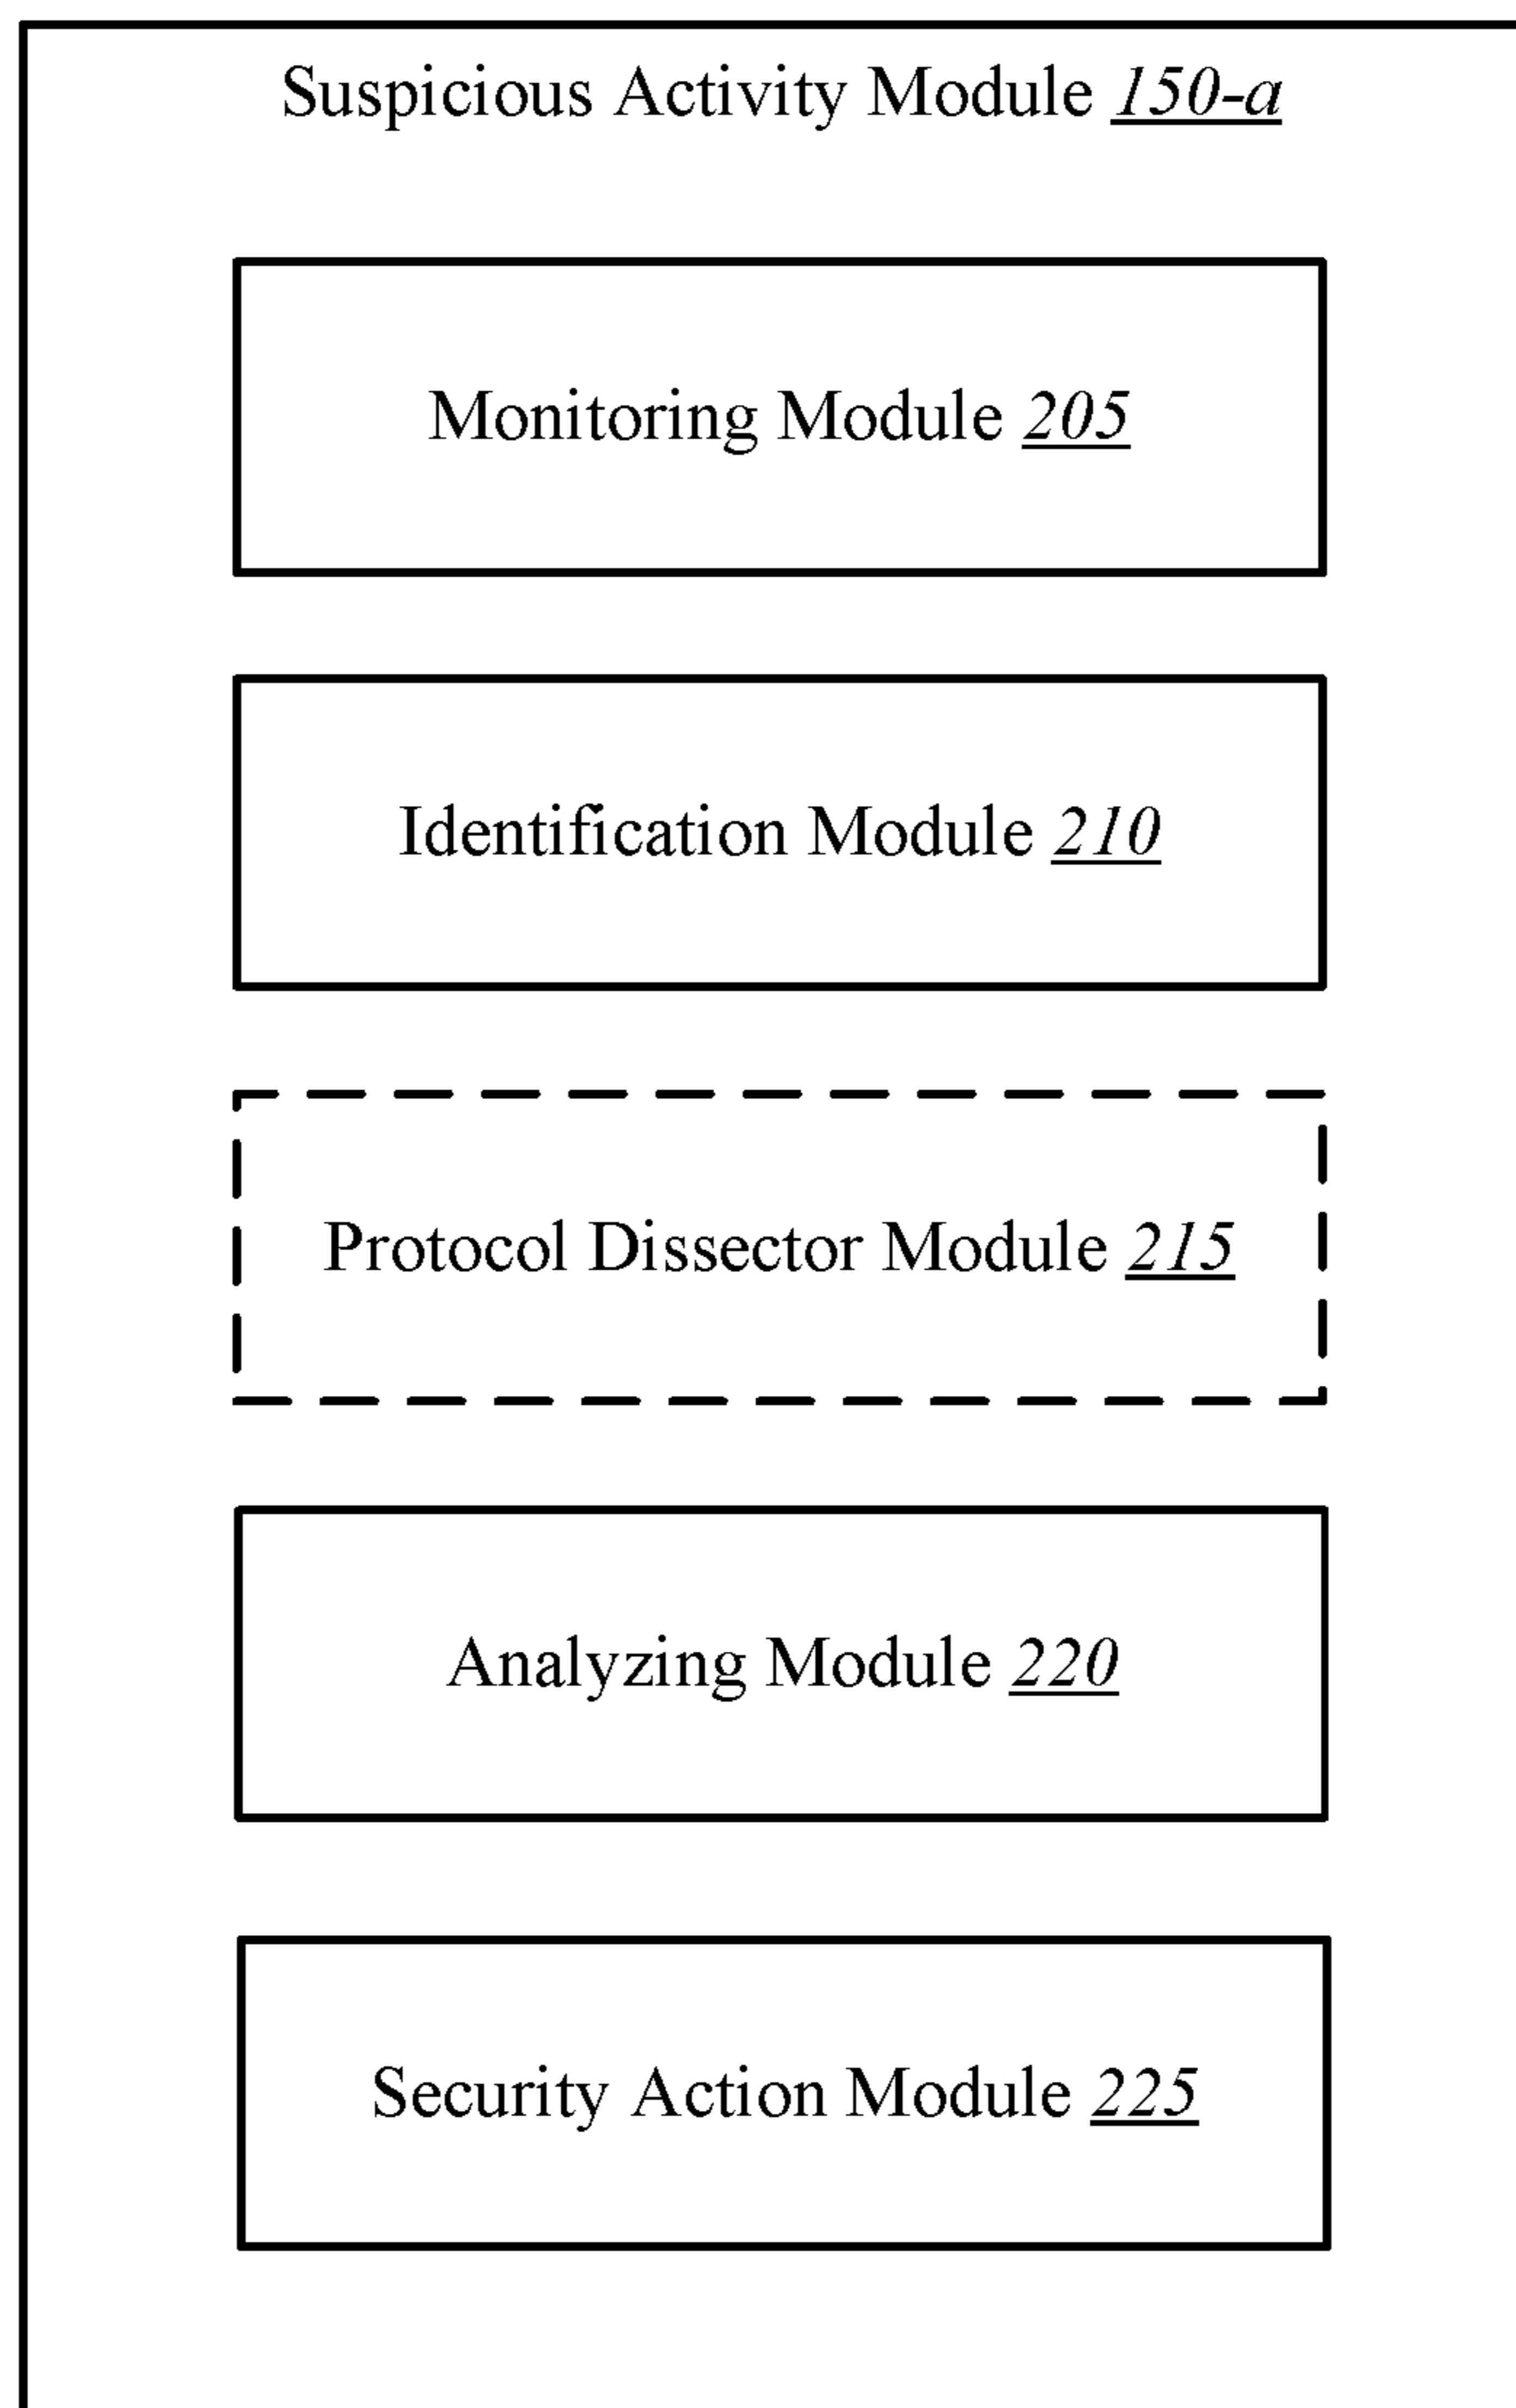 Suspicious Activity Module 150-a
Monitoring Module 205
Identification Module 210
Protocol Dissector Module 215
Analyzing Module 220
Security Action Module 225